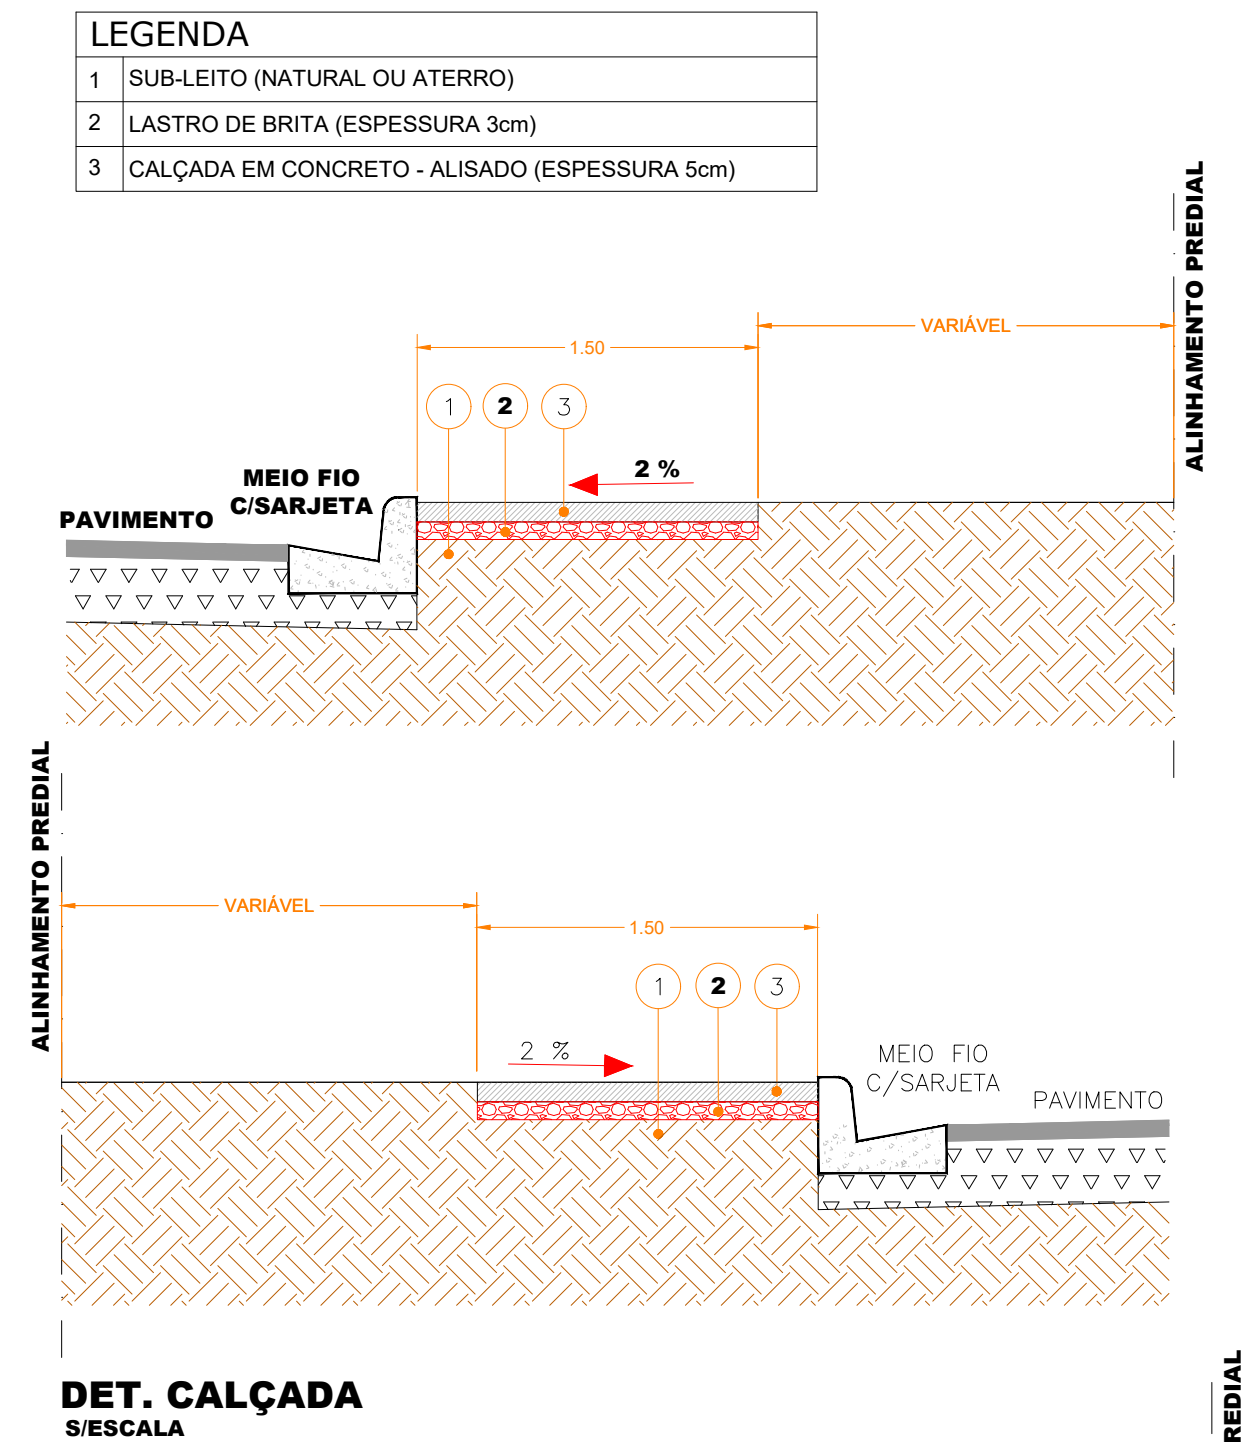 LEGENDA
1 SUB-LEITO (NATURAL OU ATERRO)
2 LASTRO DE BRITA (ESPESSURA 3cm)
3 CALÇADA EM CONCRETO - ALISADO (ESPESSURA 5cm)
ALINHAMENTO PREDIAL
VARIÁVEL
1.50
1 2 3
2 %
MEIO FIO
C/SARJETA
PAVIMENTO
ALINHAMENTO PREDIAL
VARIÁVEL
1.50
1 2 3
2 %
MEIO FIO
C/SARJETA
PAVIMENTO
DET. CALÇADA
S/ESCALA
REDIAL